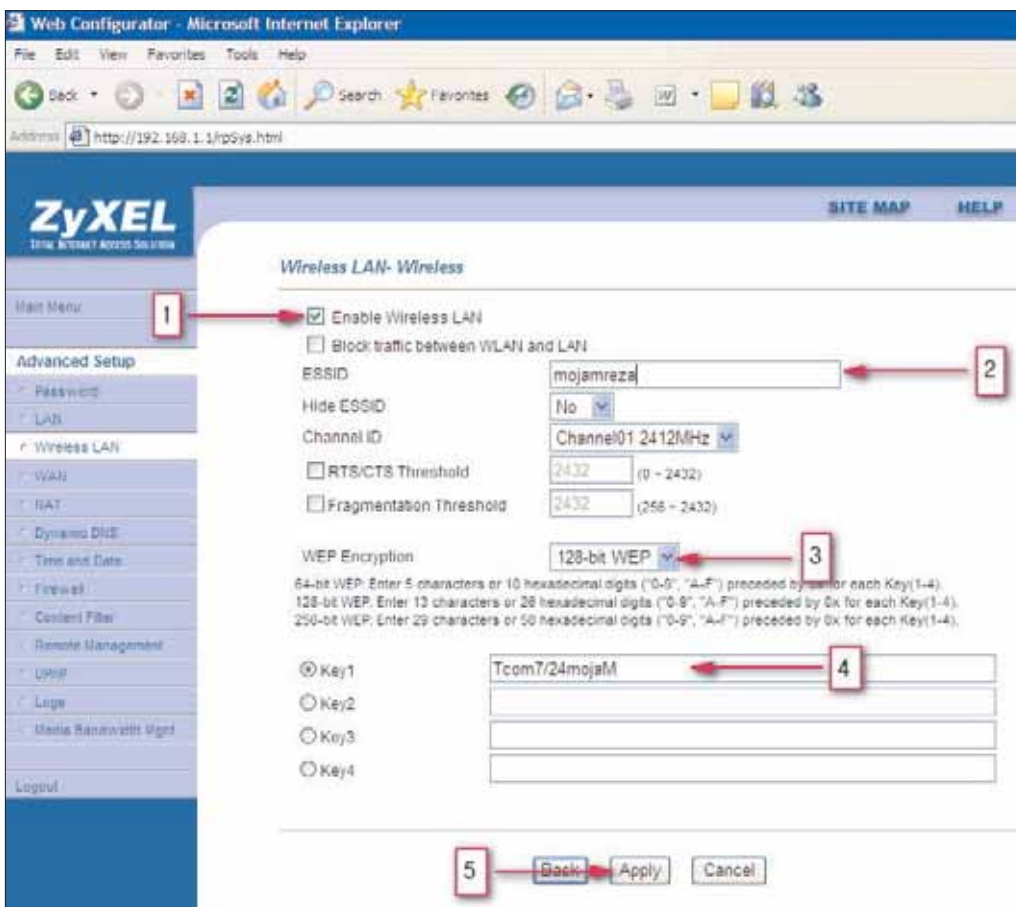 Web Configurator - Microsoft Internet Explorer
File Edit View Favorites Tools Help
Back Search Favorites
Address http://192.168.1.1/rpSys.html
ZyXEL
TOTAL INTERNET ACCESS SOLUTION
SITE MAP HELP
Wireless LAN- Wireless
Main Menu
1
Enable Wireless LAN
Block traffic between WLAN and LAN
Advanced Setup
ESSID mojamreza 2
Password
Hide ESSID No
LAN
Channel ID Channel01 2412MHz
Wireless LAN
RTS/CTS Threshold 2432 (0 ~ 2432)
WAN
Fragmentation Threshold 2432 (256 ~ 2432)
NAT
Dynamic DNS
WEP Encryption 128-bit WEP 3
Time and Date
64-bit WEP: Enter 5 characters or 10 hexadecimal digits ("0-9", "A-F") preceded by 0x for each Key(1-4).
Firewall
128-bit WEP: Enter 13 characters or 26 hexadecimal digits ("0-9", "A-F") preceded by 0x for each Key(1-4).
256-bit WEP: Enter 29 characters or 58 hexadecimal digits ("0-9", "A-F") preceded by 0x for each Key(1-4).
Content Filter
Remote Management
UPnP
Key1 Tcom7/24mojaM 4
Logs
Key2
Media Bandwidth Mgnt
Key3
Key4
Logout
5
Back Apply Cancel